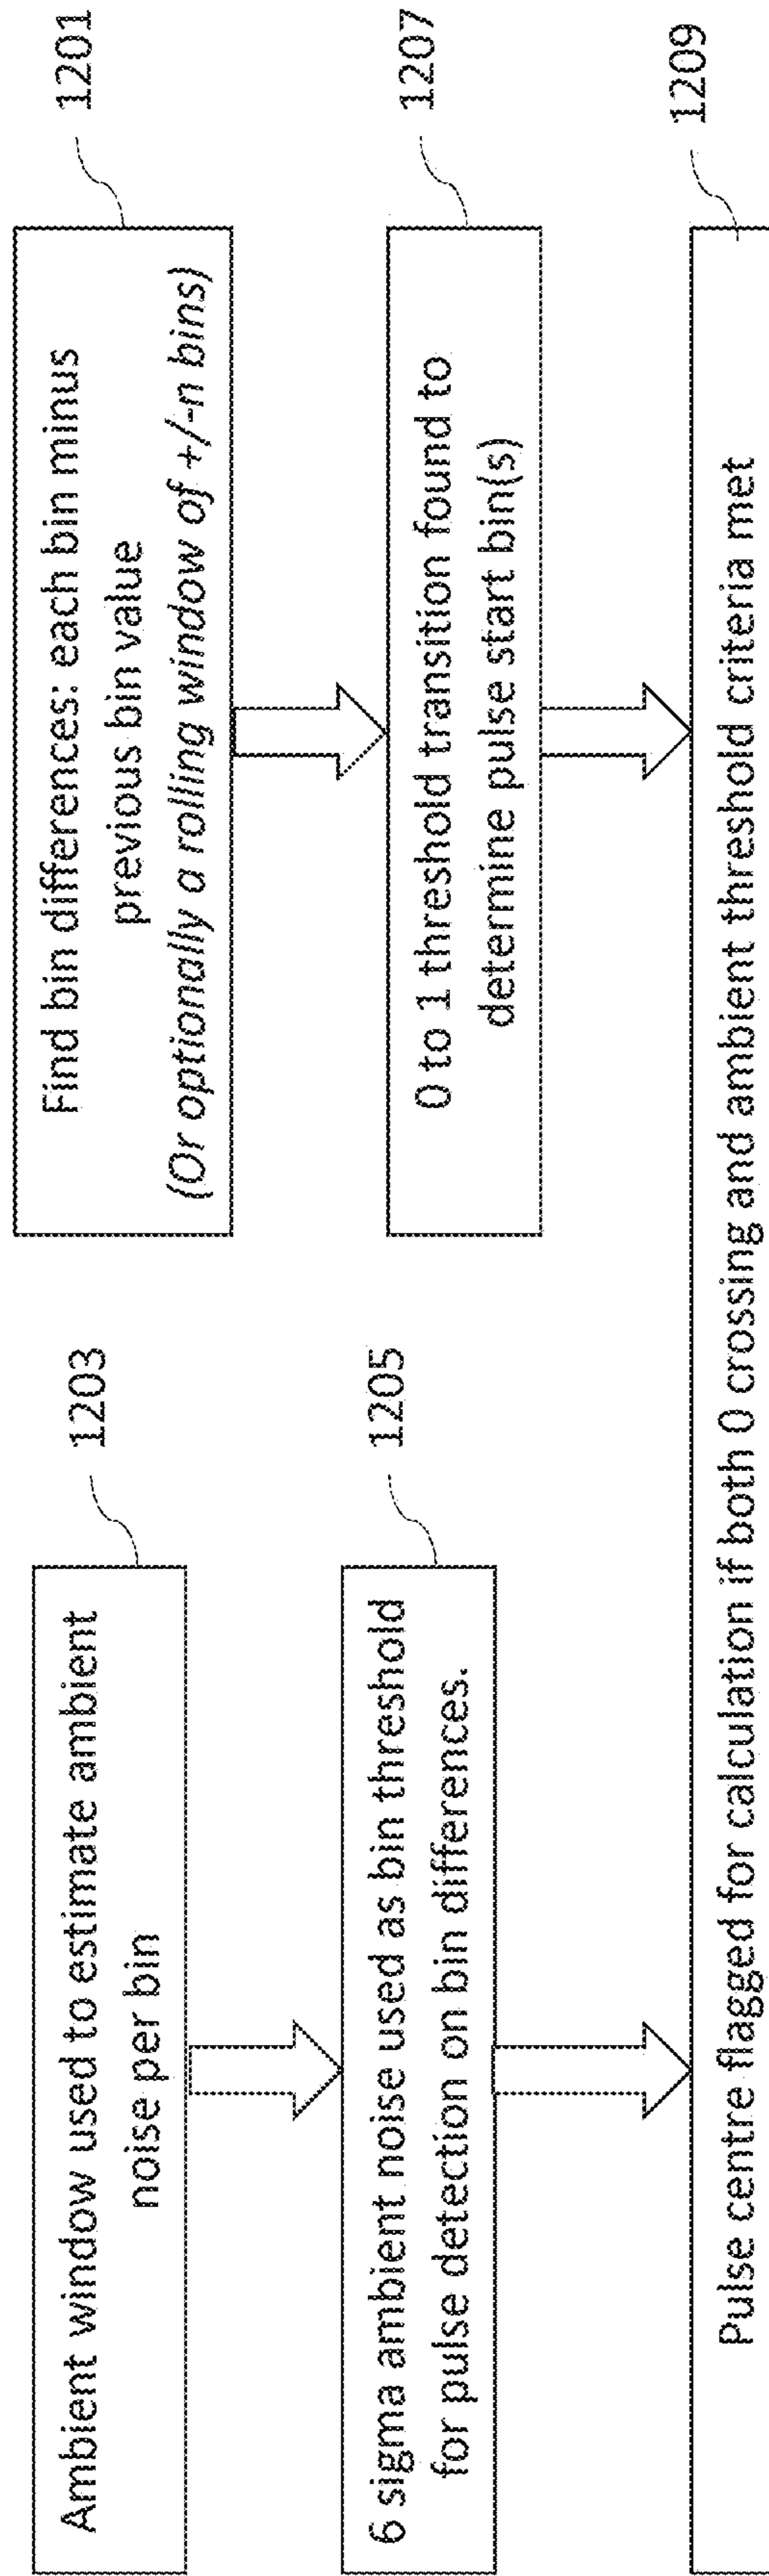 Ambient window used to estimate ambient
noise per bin
1203
Find bin differences: each bin minus
previous bin value
(Or optionally a rolling window of +/-n bins)
1201
6 sigma ambient noise used as bin threshold
for pulse detection on bin differences.
1205
0 to 1 threshold transition found to
determine pulse start bin(s)
1207
Pulse centre flagged for calculation if both 0 crossing and ambient threshold criteria met
1209